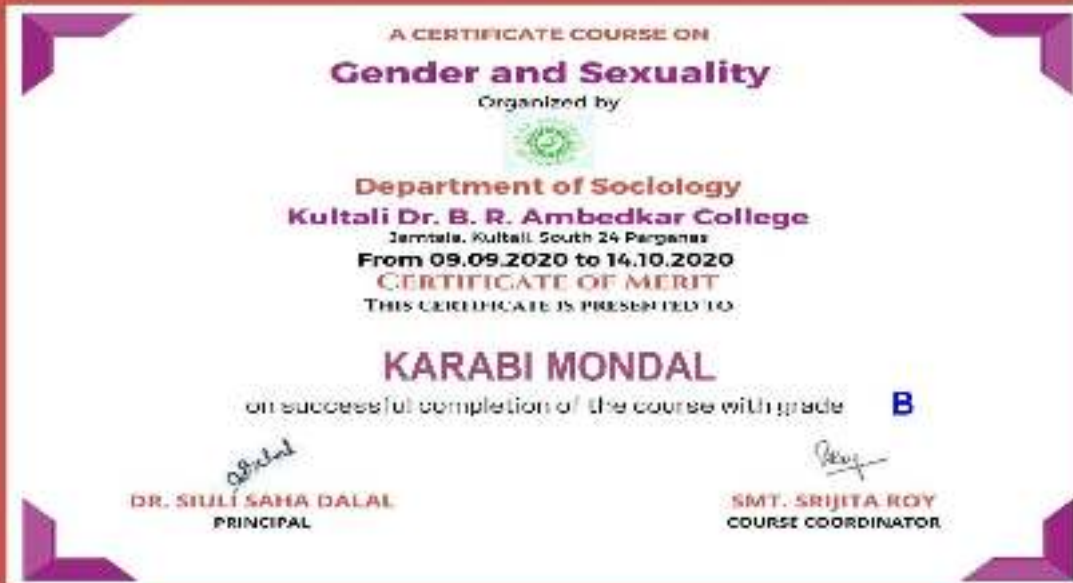 A CERTIFICATE COURSE ON
Gender and Sexuality
Organized by
Department of Sociology
Kultali Dr. B. R. Ambedkar College
Jamtala, Kultali, South 24 Parganas
From 09.09.2020 to 14.10.2020
CERTIFICATE OF MERIT
THIS CERTIFICATE IS PRESENTED TO
KARABI MONDAL
on successful completion of the course with grade B
DR. SIULI SAHA DALAL
PRINCIPAL
SMT. SRIJITA ROY
COURSE COORDINATOR